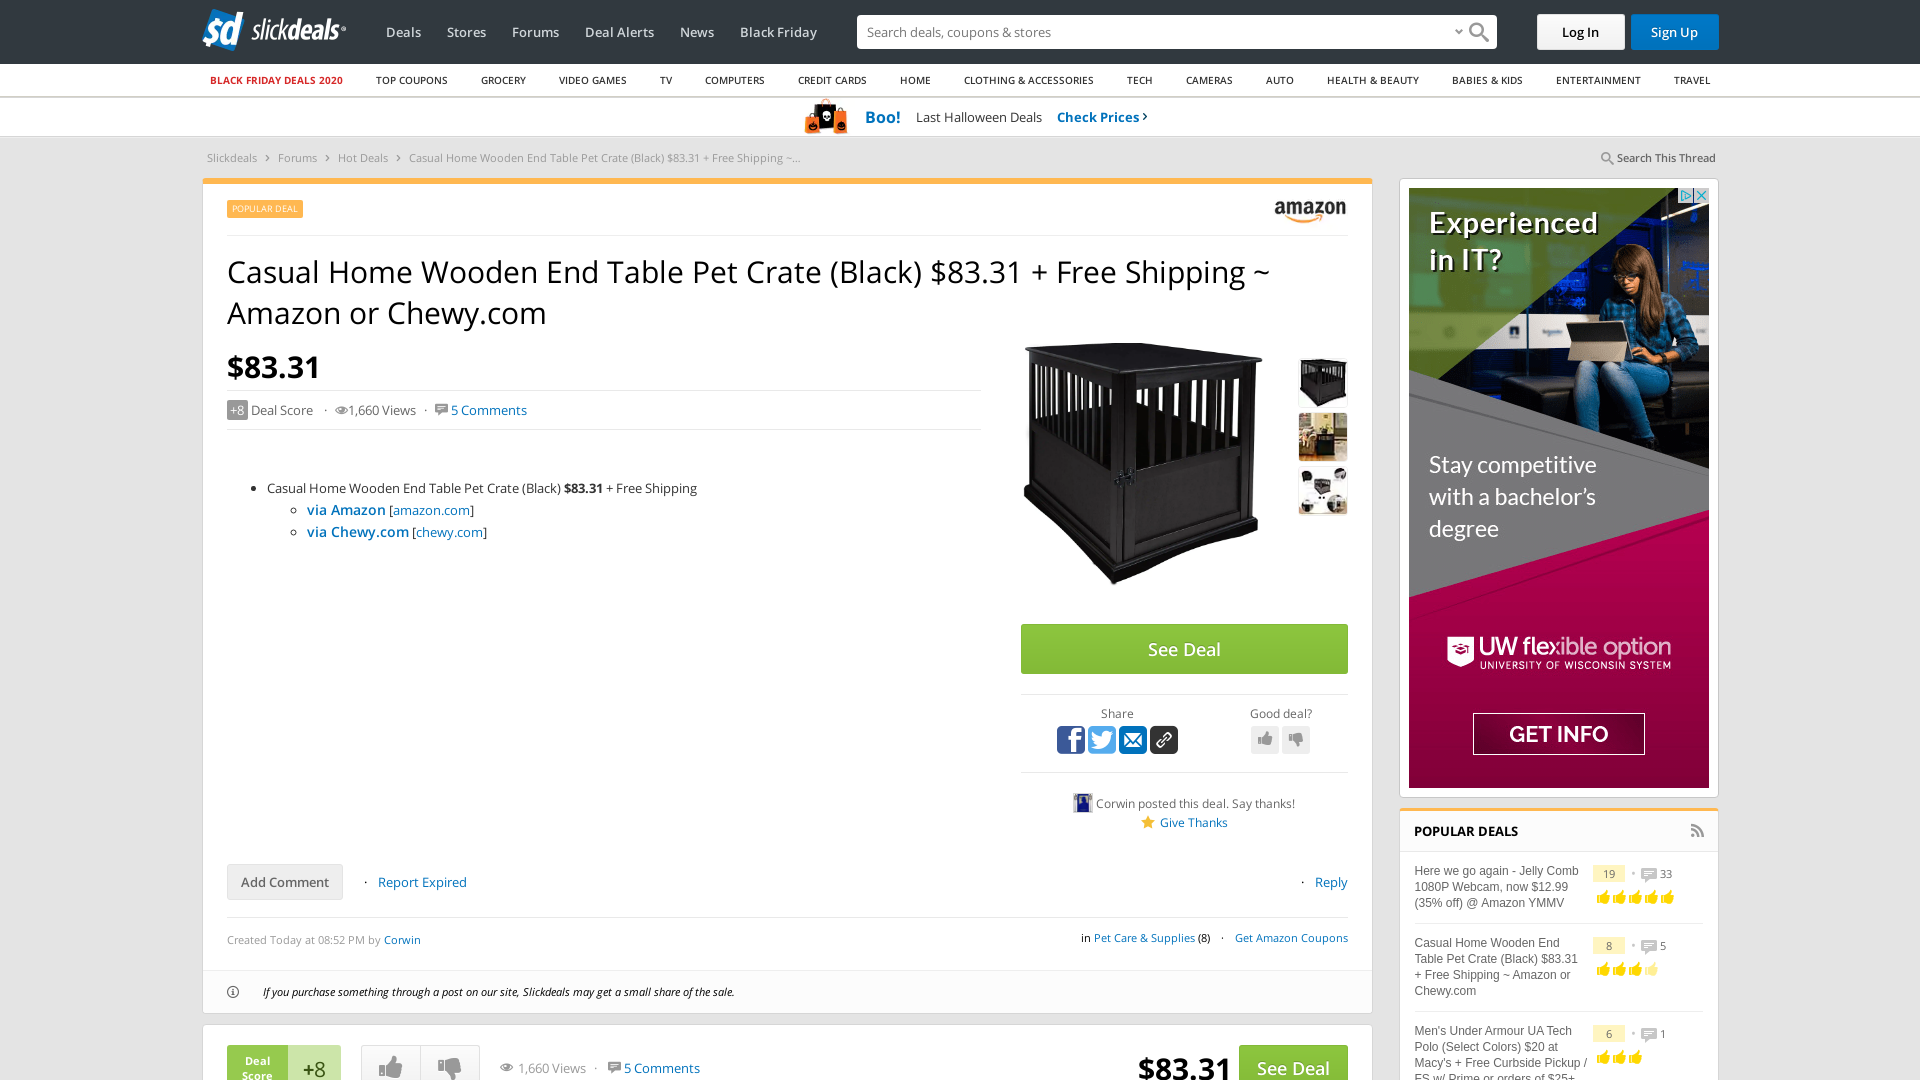 slickdeals
Deals
Stores
Forums
Deal Alerts
News
Black Friday
Search deals, coupons & stores
Log In
Sign Up
BLACK FRIDAY DEALS 2020
TOP COUPONS
GROCERY
VIDEO GAMES
TV
COMPUTERS
CREDIT CARDS
HOME
CLOTHING & ACCESSORIES
TECH
CAMERAS
AUTO
HEALTH & BEAUTY
BABIES & KIDS
ENTERTAINMENT
TRAVEL
Boo! Last Halloween Deals Check Prices ›
Slickdeals › Forums › Hot Deals › Casual Home Wooden End Table Pet Crate (Black) $83.31 + Free Shipping ~...
Search This Thread
POPULAR DEAL
amazon
Casual Home Wooden End Table Pet Crate (Black) $83.31 + Free Shipping ~
Amazon or Chewy.com
$83.31
+8 Deal Score · 1,660 Views · 5 Comments
• Casual Home Wooden End Table Pet Crate (Black) $83.31 + Free Shipping
via Amazon [amazon.com]
via Chewy.com [chewy.com]
See Deal
Share
Good deal?
Corwin posted this deal. Say thanks!
Give Thanks
Add Comment
· Report Expired
· Reply
Created Today at 08:52 PM by Corwin
in Pet Care & Supplies (8) · Get Amazon Coupons
If you purchase something through a post on our site, Slickdeals may get a small share of the sale.
Deal
Score
+8
1,660 Views · 5 Comments
$83.31
See Deal
Experienced
in IT?
Stay competitive
with a bachelor's
degree
UW flexible option
UNIVERSITY OF WISCONSIN SYSTEM
GET INFO
POPULAR DEALS
Here we go again - Jelly Comb
1080P Webcam, now $12.99
(35% off) @ Amazon YMMV
19 • 33
Casual Home Wooden End
Table Pet Crate (Black) $83.31
+ Free Shipping ~ Amazon or
Chewy.com
8 • 5
Men's Under Armour UA Tech
Polo (Select Colors) $20 at
Macy's + Free Curbside Pickup /
FS w/ Prime or orders of $25+
6 • 1